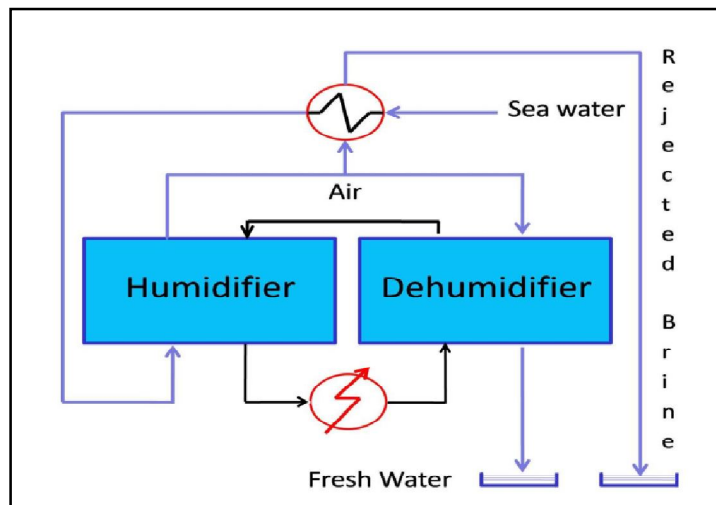 Sea water
Air
Humidifier
Dehumidifier
Fresh Water
Rejected Brine